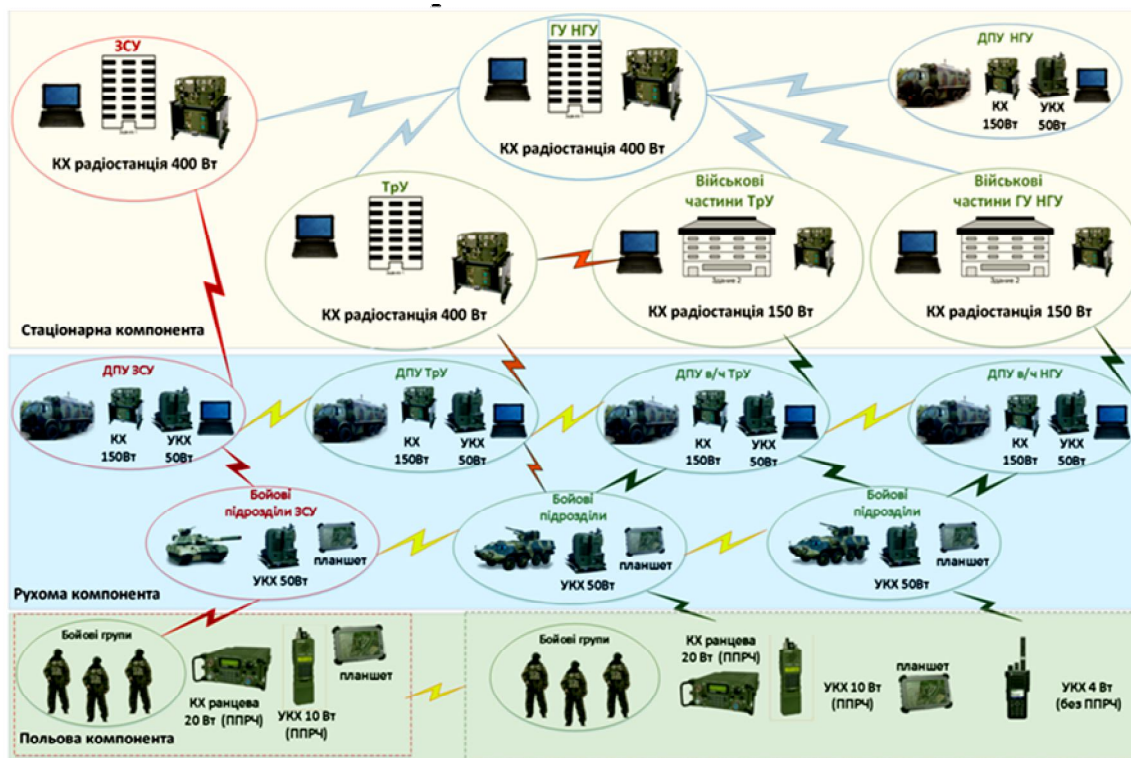 ЗСУ
КХ радіостанція 400 Вт
ГУ НГУ
КХ радіостанція 400 Вт
ДПУ НГУ
КХ
150Вт
УКХ
50Вт
ТрУ
КХ радіостанція 400 Вт
Військові
частини ТрУ
Здание 2
КХ радіостанція 150 Вт
Військові
частини ГУ НГУ
Здание 2
КХ радіостанція 150 Вт
Стаціонарна компонента
ДПУ ЗСУ
КХ
150Вт
УКХ
50Вт
ДПУ ТрУ
КХ
150Вт
УКХ
50Вт
ДПУ в/ч ТрУ
КХ
150Вт
УКХ
50Вт
ДПУ в/ч НГУ
КХ
150Вт
УКХ
50Вт
Бойові
підрозділи ЗСУ
планшет
УКХ 50Вт
Бойові
підрозділи
планшет
УКХ 50Вт
Бойові
підрозділи
планшет
УКХ 50Вт
Рухома компонента
Бойові групи
КХ ранцева
20 Вт (ППРЧ)
УКХ 10 Вт
(ППРЧ)
планшет
Польова компонента
Бойові групи
КХ ранцева
20 Вт (ППРЧ)
УКХ 10 Вт
(ППРЧ)
планшет
УКХ 4 Вт
(без ППРЧ)